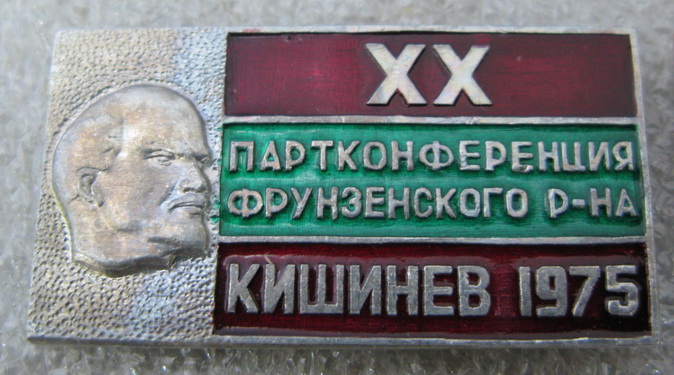 XX
ПАРТКОНФЕРЕНЦИЯ
ФРУНЗЕНСКОГО Р-НА
КИШИНЕВ 1975